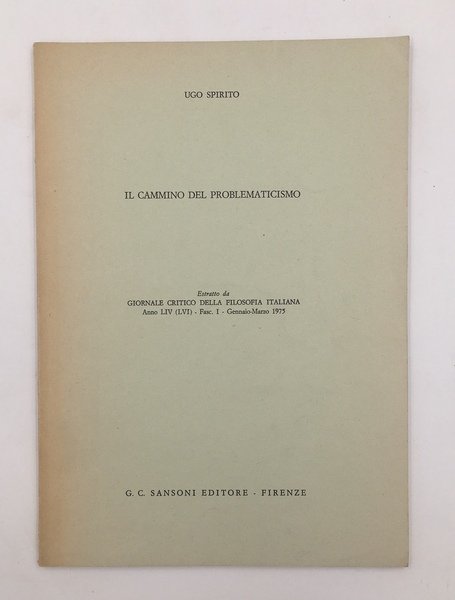 UGO SPIRITO
IL CAMMINO DEL PROBLEMATICISMO
Estratto da
GIORNALE CRITICO DELLA FILOSOFIA ITALIANA
Anno LIV (LVI) - Fasc. I - Gennaio-Marzo 1975
G. C. SANSONI EDITORE - FIRENZE